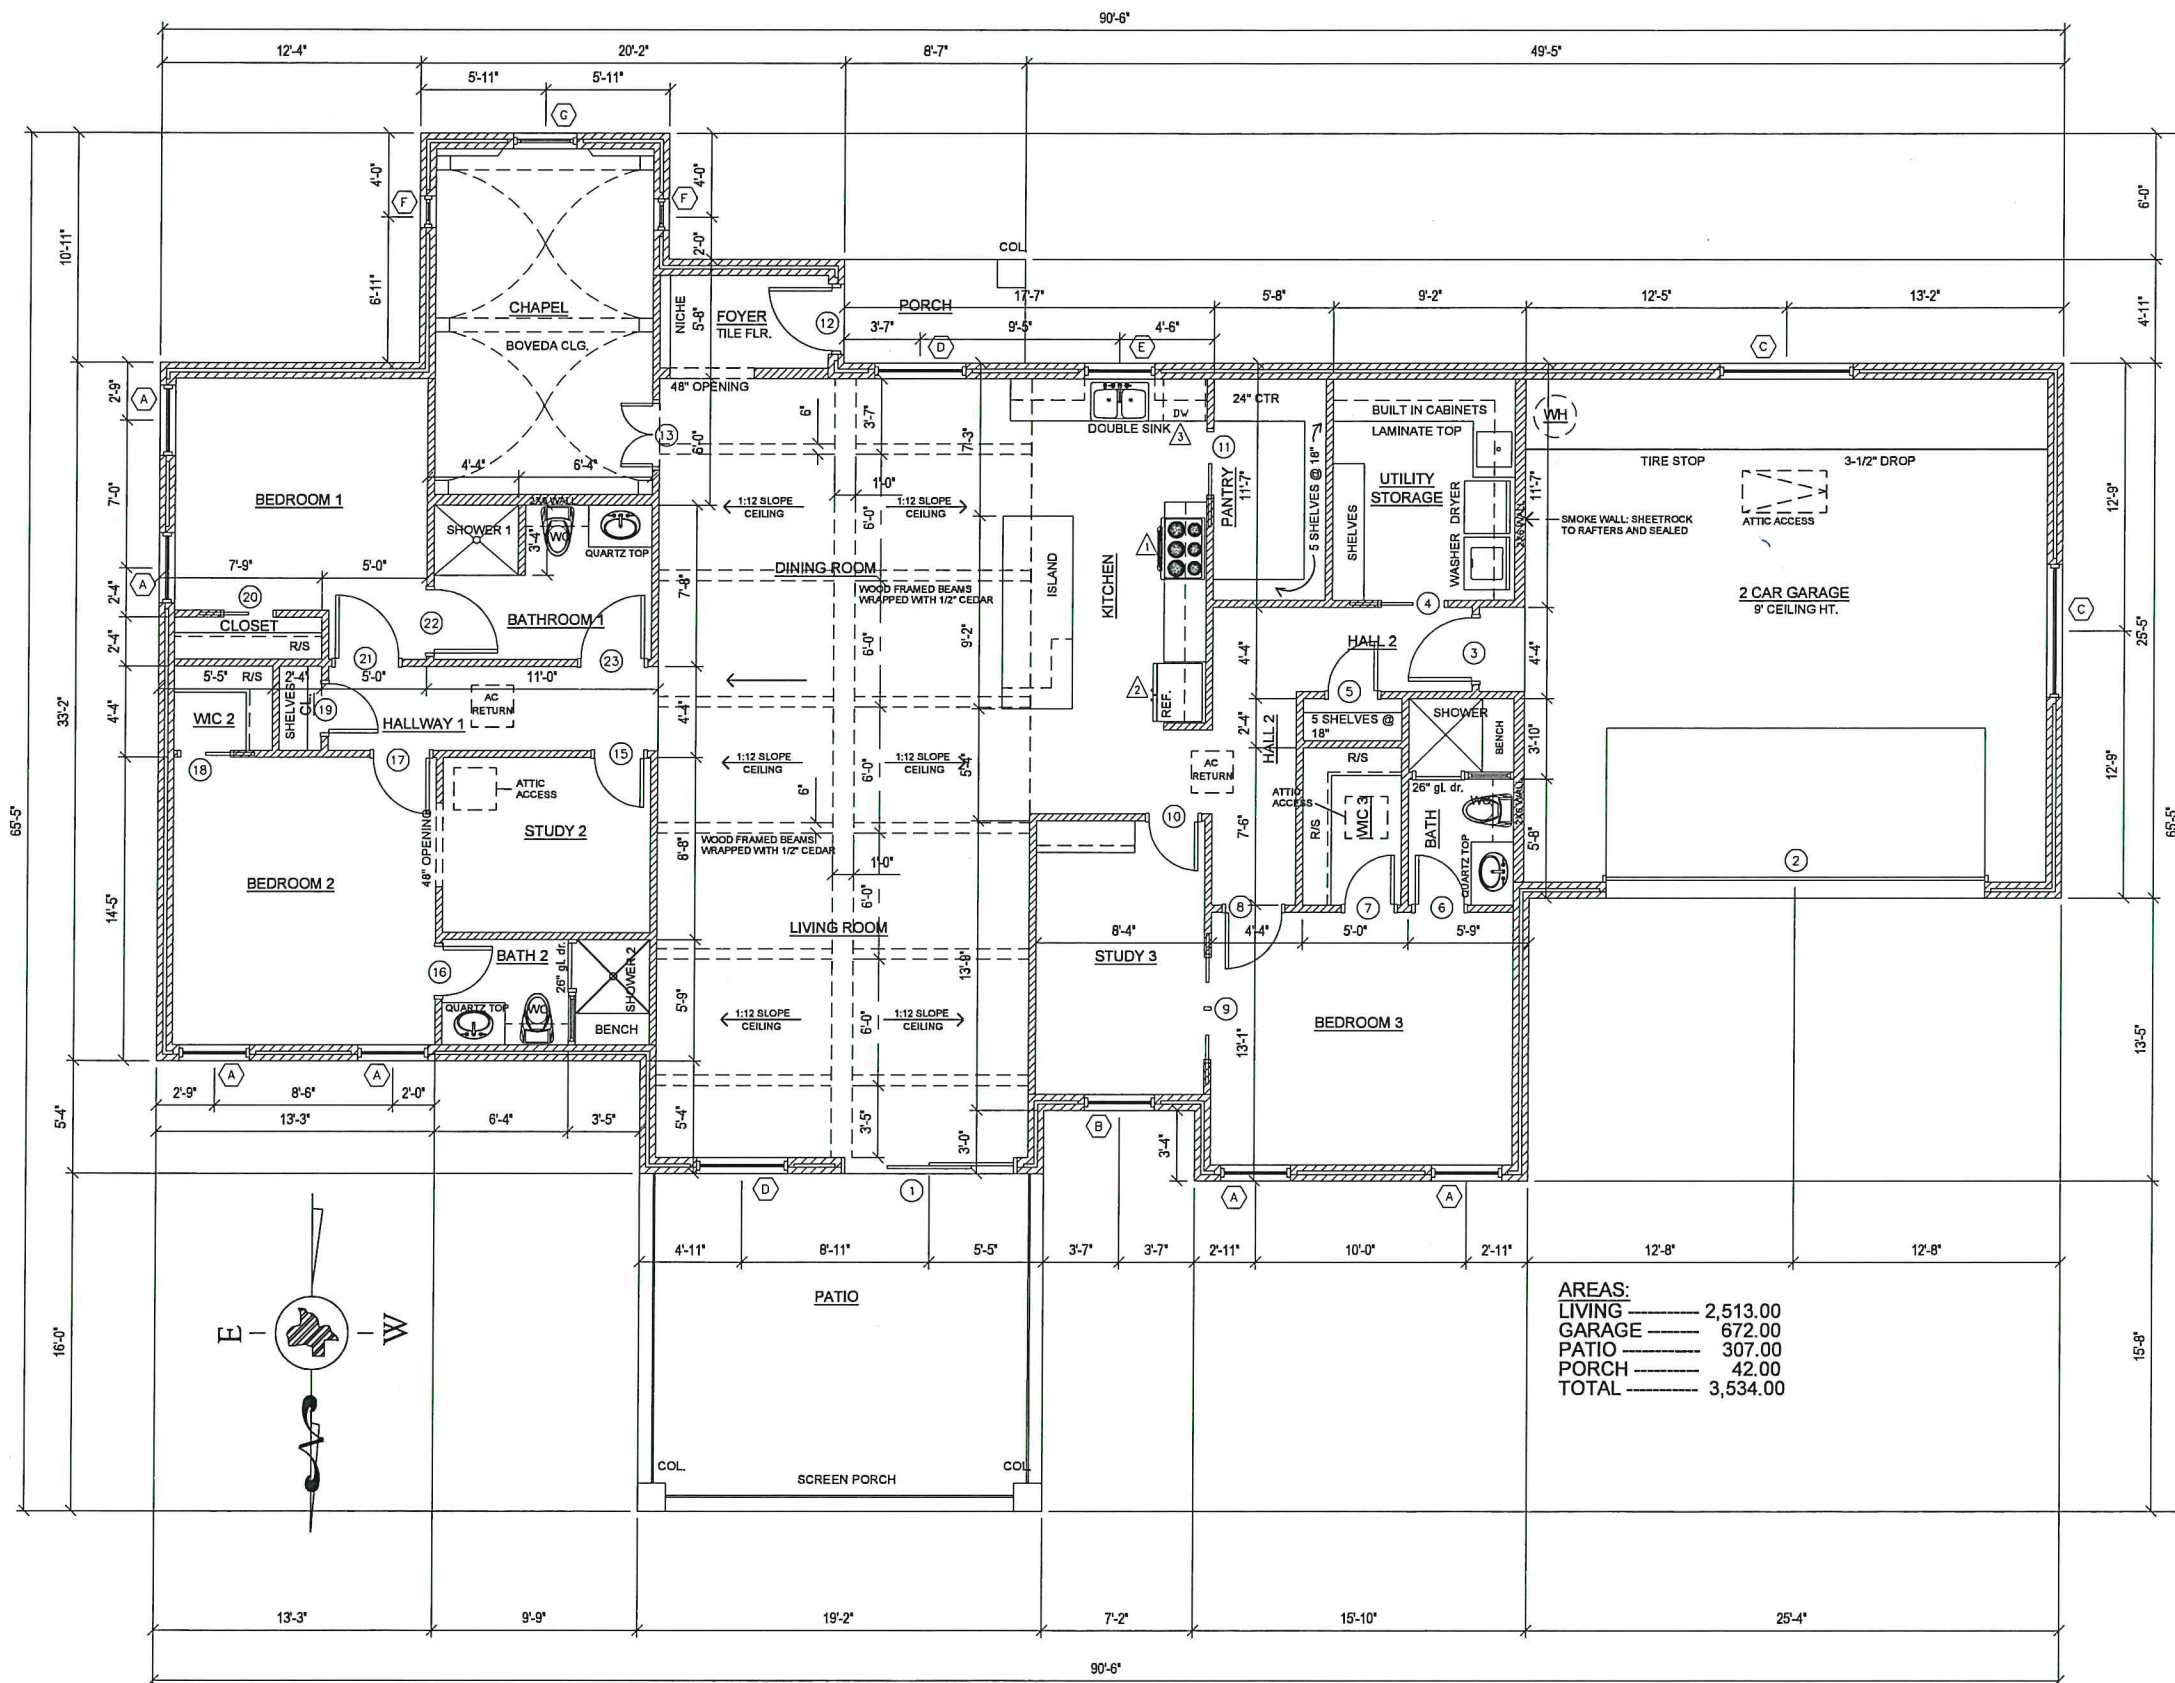 90'-6"
12'-4" 20'-2" 8'-7" 49'-5"
5'-11" 5'-11"
G
4'-0" 4'-0"
F F
6'-0"
10'-11"
2'-0"
6'-11"
COL.
CHAPEL
BOVEDA CLG.
NICHE
5'-8"
FOYER
TILE FLR.
12
PORCH
17'-7" 5'-8" 9'-2" 12'-5" 13'-2"
3'-7" 9'-5" 4'-6"
4'-11"
D E C
48" OPENING
2'-9"
A
6"
3'-7"
7'-3"
DOUBLE SINK
DW
3
24" CTR
BUILT IN CABINETS
LAMINATE TOP
WH
13
6'-0"
11
TIRE STOP 3-1/2" DROP
4'-4" 6'-4"
7'-0"
BEDROOM 1
1'-0"
1:12 SLOPE
CEILING
1:12 SLOPE
CEILING
6'-0"
PANTRY
11'-7"
5 SHELVES @ 18"
UTILITY
STORAGE
SHELVES
DRYER
WASHER
11'-7"
2X6 WALL
ATTIC ACCESS
SMOKE WALL: SHEETROCK
TO RAFTERS AND SEALED
12'-9"
2X6 WALL
SHOWER 1
WC
3'-4"
QUARTZ TOP
7'-9" 5'-0"
A
2'-4"
7'-8"
DINING ROOM
WOOD FRAMED BEAMS
WRAPPED WITH 1/2" CEDAR
ISLAND
9'-2"
KITCHEN
1
2 CAR GARAGE
9' CEILING HT.
20
4
C
25'-5"
CLOSET
R/S
2'-4"
22
BATHROOM 1
6'-0"
HALL 2
3
21 23
4'-4"
4'-4"
5'-5" R/S 2'-4" 5'-0" 11'-0"
WIC 2
SHELVES
CL.
19
HALLWAY 1
AC
RETURN
4'-4"
4'-4"
33'-2"
2
REF.
5
5 SHELVES @
18"
SHOWER
BENCH
3'-10"
2'-4"
HALL 2
18 17 15
1:12 SLOPE
CEILING
1:12 SLOPE
CEILING
6'-0"
AC
RETURN
R/S
26" gl. dr.
12'-9"
ATTIC
ACCESS
STUDY 2
6"
ATTIC
ACCESS
WIC 3
R/S
WC
2X6 WALL
BATH
QUARTZ TOP
5'-8"
65'-5"
65'-5"
48" OPENING
8'-8"
WOOD FRAMED BEAMS
WRAPPED WITH 1/2" CEDAR
10
7'-6"
2
BEDROOM 2
1'-0"
6'-0"
14'-5"
8 7 6
LIVING ROOM
8'-4" 4'-4" 5'-0" 5'-9"
16
BATH 2
26" gl. dr.
SHOWER 2
STUDY 3
13'-9"
QUARTZ TOP
WC
BENCH
5'-9"
1:12 SLOPE
CEILING
1:12 SLOPE
CEILING
6'-0"
9
BEDROOM 3
13'-1"
13'-5"
A A
2'-9" 8'-6" 2'-0"
13'-3" 6'-4" 3'-5"
5'-4"
5'-4"
3'-5"
3'-0"
B
3'-4"
D 1 A A
4'-11" 8'-11" 5'-5" 3'-7" 3'-7" 2'-11" 10'-0" 2'-11" 12'-8" 12'-8"
PATIO
E W
16'-0"
15'-8"
AREAS:
LIVING ----------- 2,513.00
GARAGE -------- 672.00
PATIO ------------ 307.00
PORCH ---------- 42.00
TOTAL ----------- 3,534.00
COL. COL.
SCREEN PORCH
13'-3" 9'-9" 19'-2" 7'-2" 15'-10" 25'-4"
90'-6"